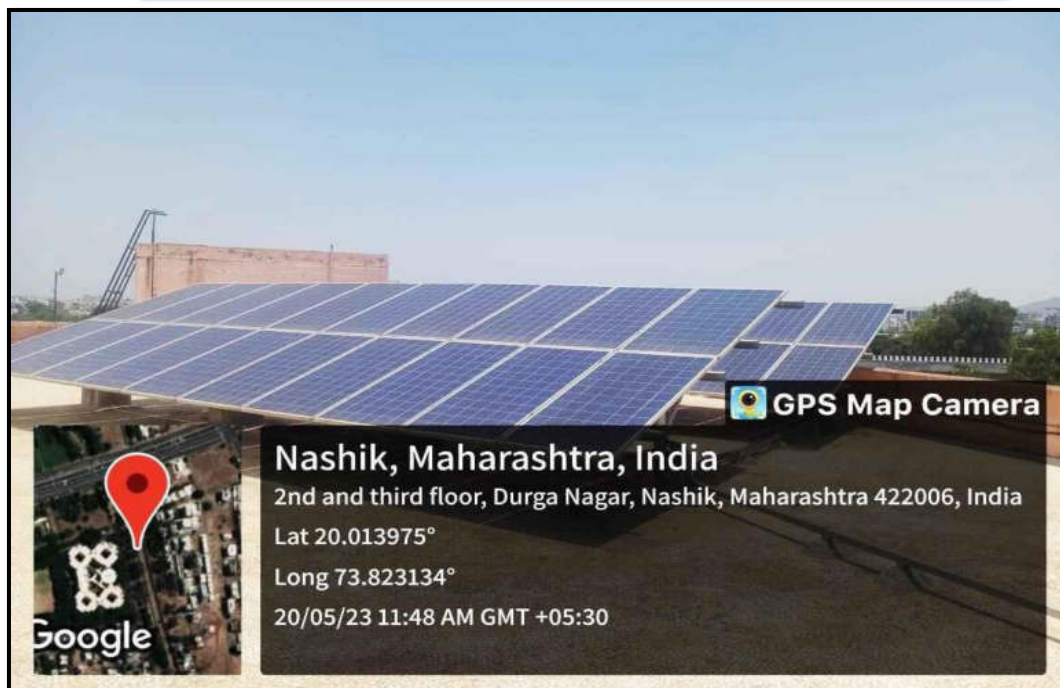 GPS Map Camera
Nashik, Maharashtra, India
2nd and third floor, Durga Nagar, Nashik, Maharashtra 422006, India
Lat 20.013975°
Long 73.823134°
20/05/23 11:48 AM GMT +05:30
Google